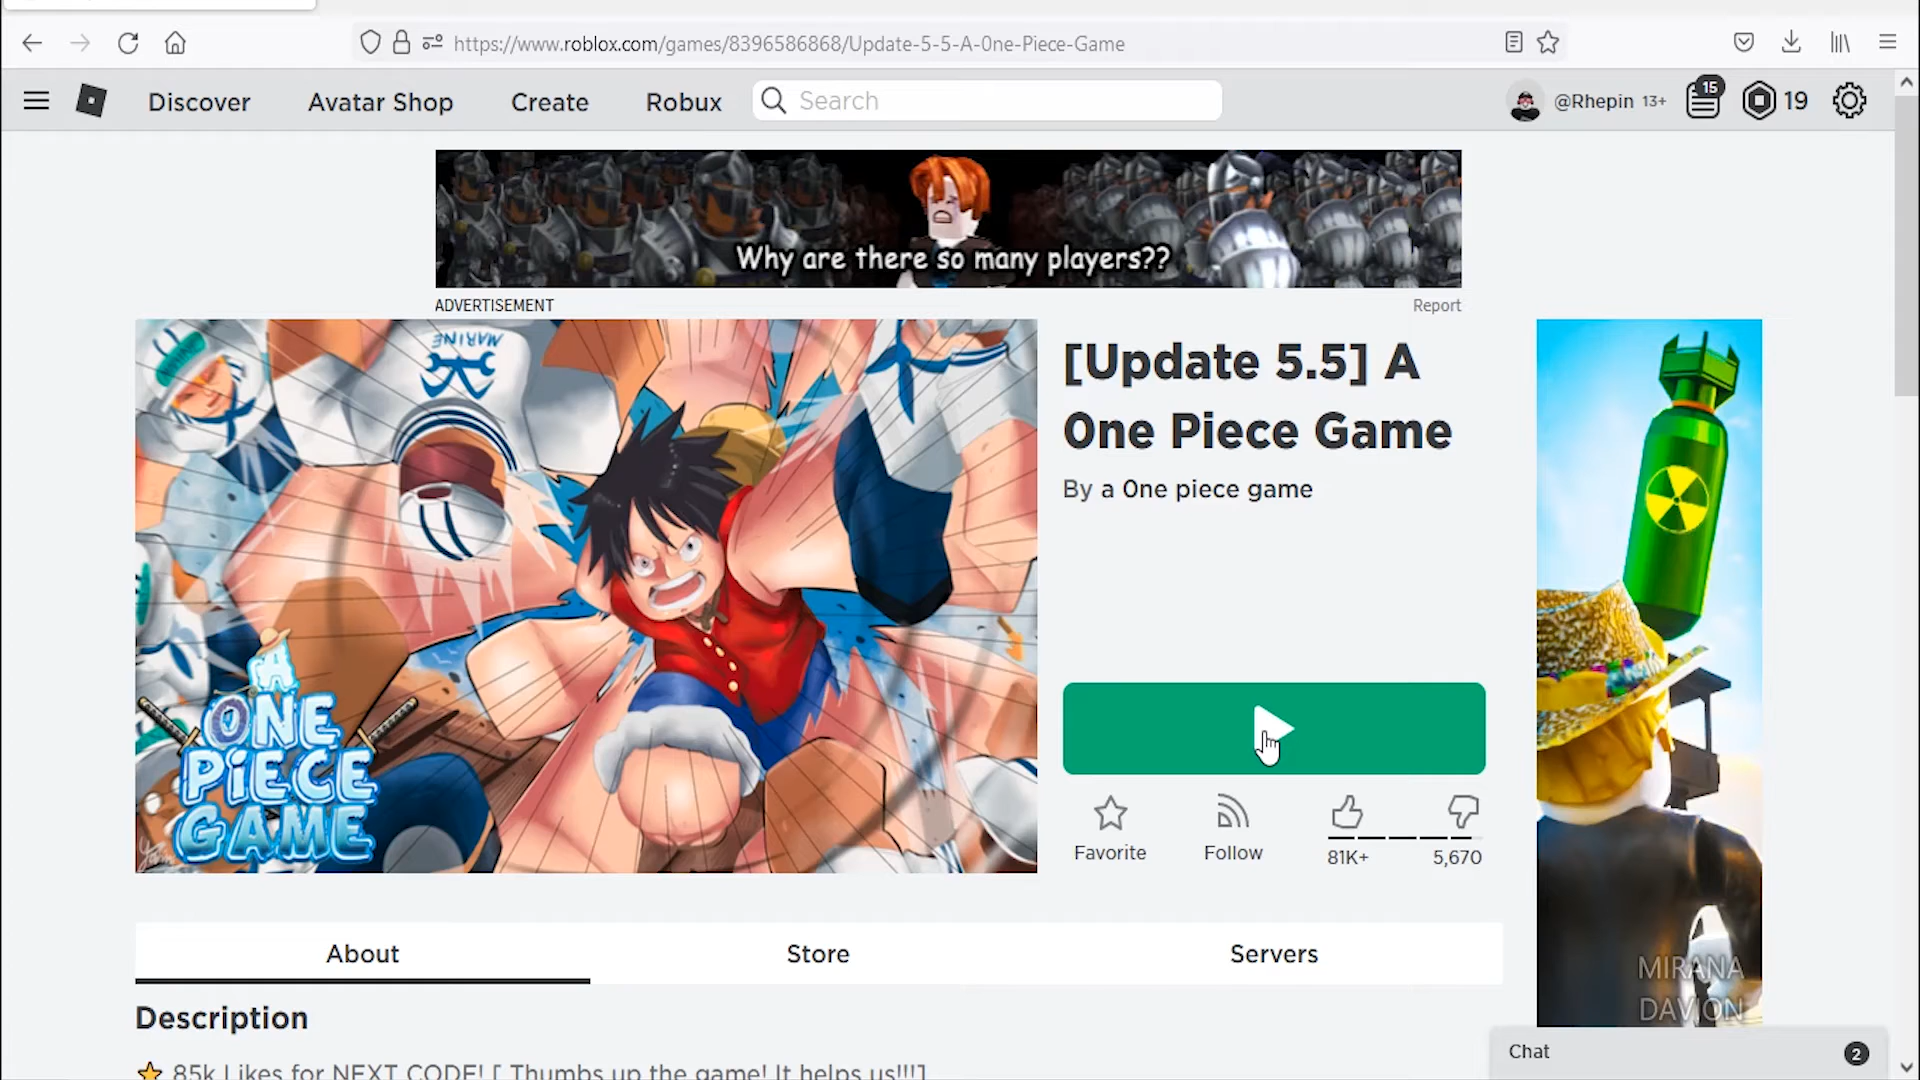 https://www.roblox.com/games/8396586868/Update-5-5-A-0ne-Piece-Game
Discover
Avatar Shop
Create
Robux
Search
@Rhepin 13+
15
19
Why are there so many players??
ADVERTISEMENT
Report
MARINE
[Update 5.5] A
0ne Piece Game
By a 0ne piece game
A
ONE
PIECE
GAME
Favorite
Follow
81K+
5,670
MIRANA
DAVION
About
Store
Servers
Description
85k Likes for NEXT CODE! [ Thumbs up the game! It helps us!!!]
Chat
2